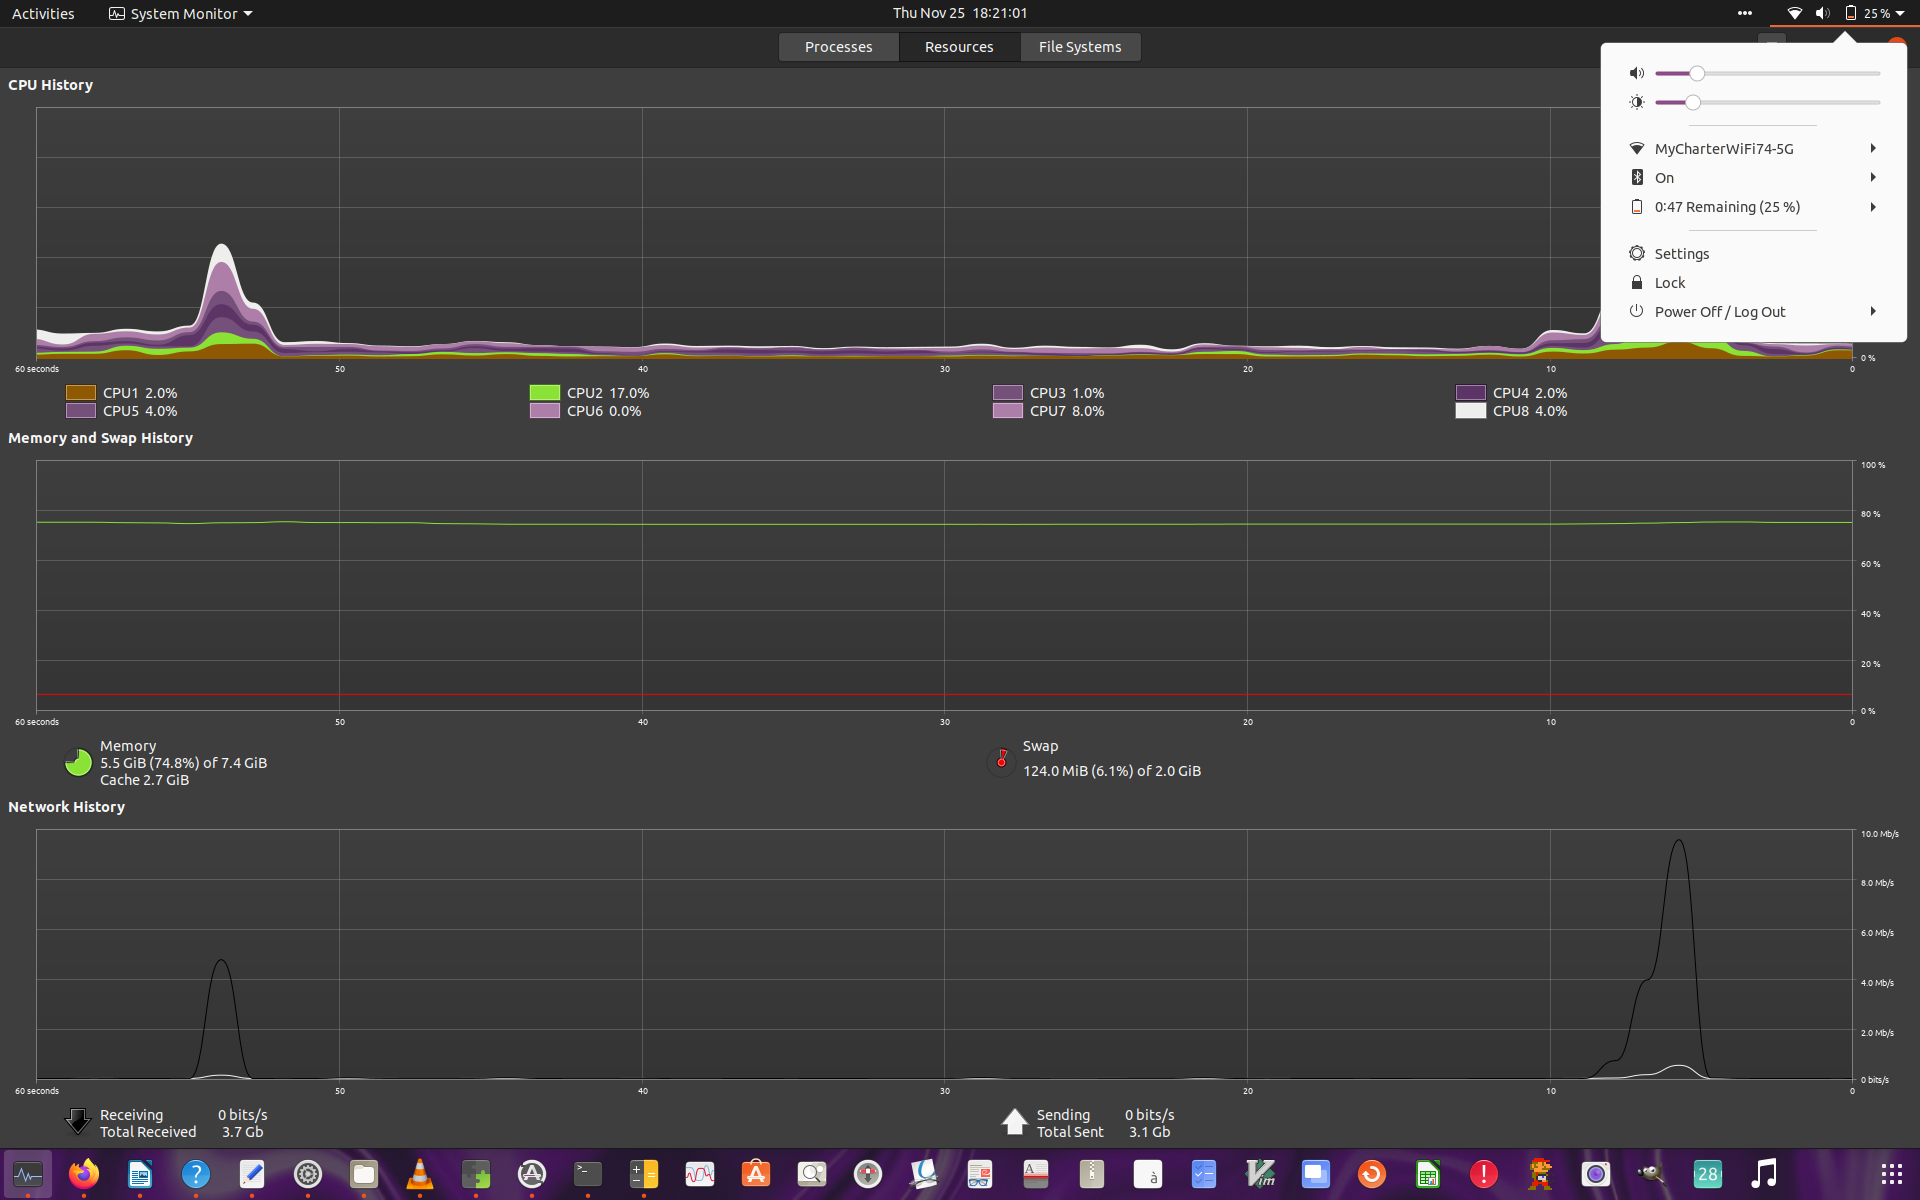 Activities
System Monitor
Thu Nov 25 18:21:01
25 %
Processes
Resources
File Systems
MyCharterWiFi74-5G
On
0:47 Remaining (25 %)
Settings
Lock
Power Off / Log Out
CPU History
0 %
60 seconds 50 40 30 20 10 0
CPU1 2.0% CPU2 17.0% CPU3 1.0% CPU4 2.0%
CPU5 4.0% CPU6 0.0% CPU7 8.0% CPU8 4.0%
Memory and Swap History
100 %
80 %
60 %
40 %
20 %
0 %
60 seconds 50 40 30 20 10 0
Memory
5.5 GiB (74.8%) of 7.4 GiB
Cache 2.7 GiB
Swap
124.0 MiB (6.1%) of 2.0 GiB
Network History
10.0 Mb/s
8.0 Mb/s
6.0 Mb/s
4.0 Mb/s
2.0 Mb/s
0 bits/s
60 seconds 50 40 30 20 10 0
Receiving 0 bits/s
Total Received 3.7 Gb
Sending 0 bits/s
Total Sent 3.1 Gb
?
>_
A
à
Vim
!
28